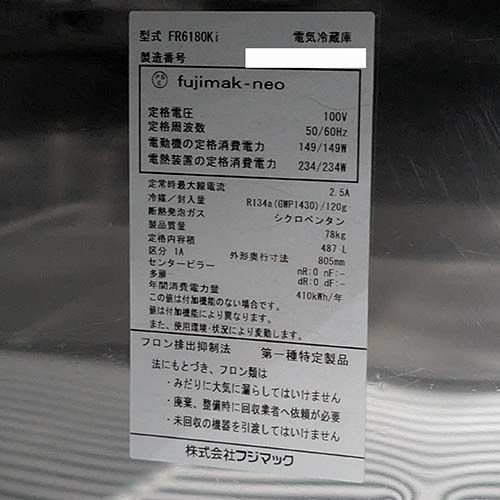 型式 FR6180Ki 電気冷蔵庫
製造番号
PS E fujimak-neo
定格電圧 100V
定格周波数 50/60Hz
電動機の定格消費電力 149/149W
電熱装置の定格消費電力 234/234W
定常時最大線電流 2.5A
冷媒/封入量 R134a(GWP1430)/120g
断熱発泡ガス シクロペンタン
製品質量 78kg
定格内容積 487 L
区分 1A 外形奥行寸法 805mm
センターピラー nR:0 nF:-
多扉 dR:0 dF:-
年間消費電力量 410kWh/年
この値は付加機能のない場合です。
値は付加機能により異なります。
また、使用環境・状況により変動します。
フロン排出抑制法 第一種特定製品
法にもとづき、フロン類は
・みだりに大気に漏らしてはいけません
・廃棄、整備時に回収業者へ依頼が必要
・未回収の機器を引渡してはいけません
株式会社フジマック